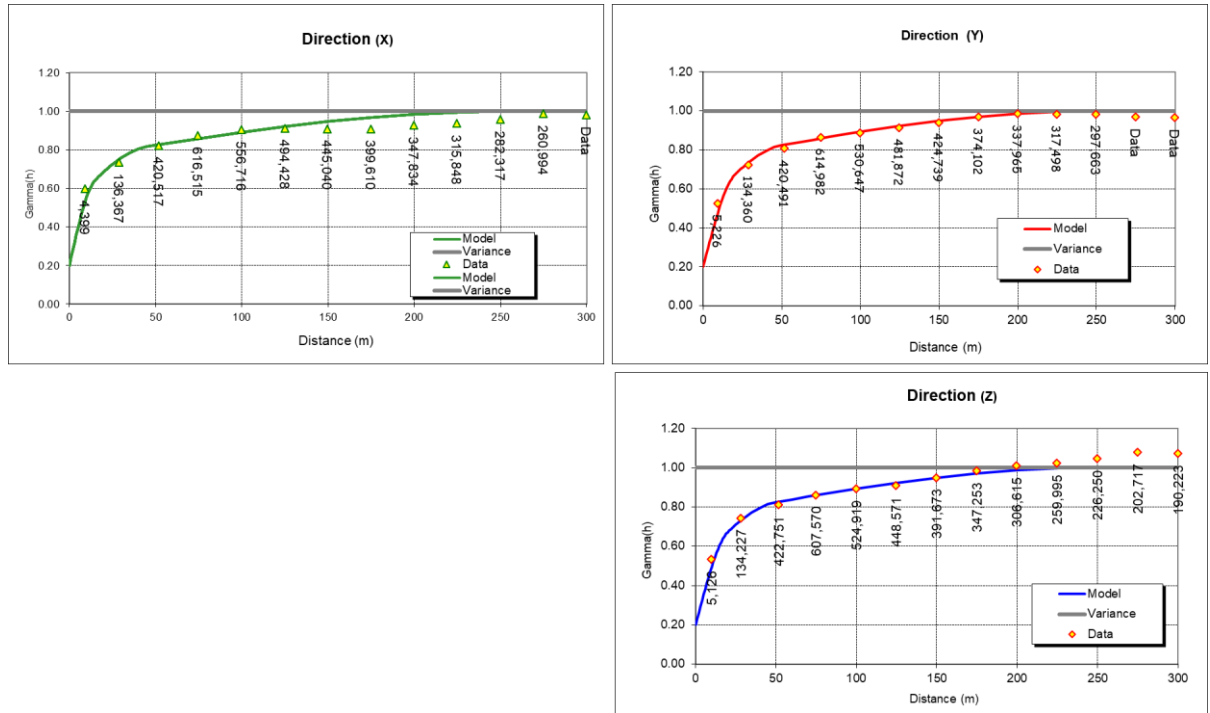 Direction (X)
Gamma(h)
1.20
1.00
0.80
0.60
0.40
0.20
0.00
4,399
136,367
420,517
616,515
556,716
494,428
445,040
399,610
347,834
315,848
282,317
260,994
Data
Model
Variance
Data
Model
Variance
0 50 100 150 200 250 300
Distance (m)
Direction (Y)
Gamma(h)
1.20
1.00
0.80
0.60
0.40
0.20
0.00
5,226
134,360
420,491
614,982
530,647
481,872
424,739
374,102
337,965
317,498
297,663
Data
Data
Model
Variance
Data
0 50 100 150 200 250 300
Distance (m)
Direction (Z)
Gamma(h)
1.20
1.00
0.80
0.60
0.40
0.20
0.00
5,126
134,227
422,751
607,570
524,919
448,571
391,673
347,253
306,615
259,995
226,250
202,717
190,223
Model
Variance
Data
0 50 100 150 200 250 300
Distance (m)